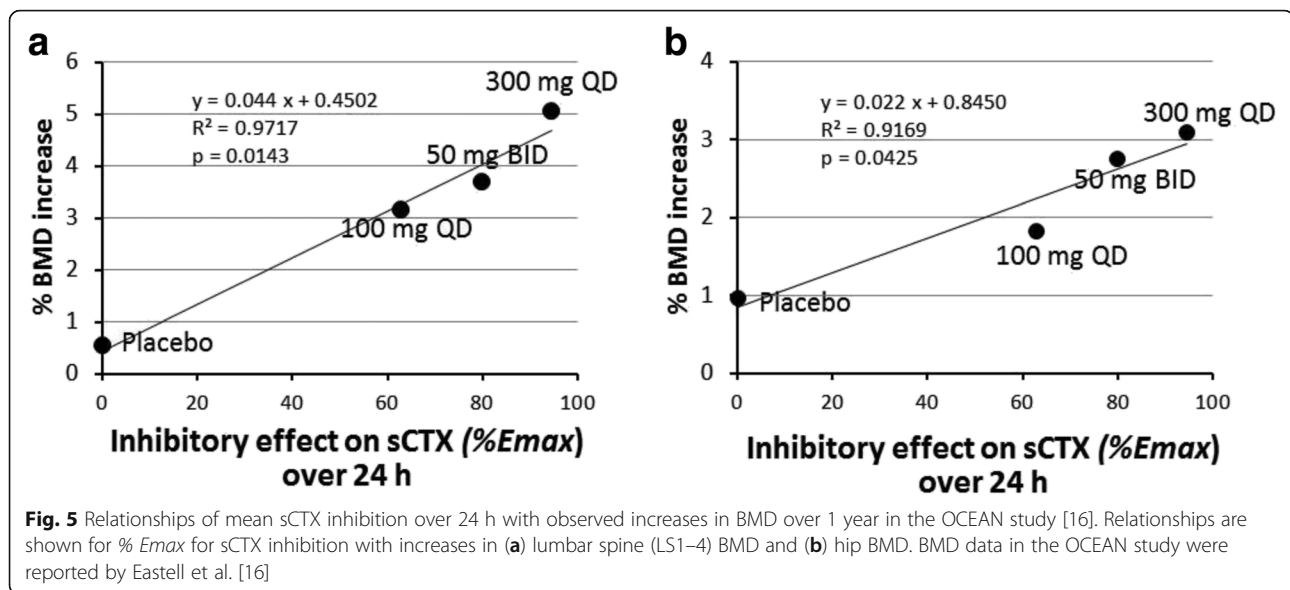 a
6
5
4
3
2
1
0
% BMD increase
y = 0.044 x + 0.4502
R² = 0.9717
p = 0.0143
300 mg QD
50 mg BID
100 mg QD
Placebo
0 20 40 60 80 100
Inhibitory effect on sCTX (%Emax)
over 24 h
b
4
3
2
1
0
% BMD increase
y = 0.022 x + 0.8450
R² = 0.9169
p = 0.0425
300 mg QD
50 mg BID
100 mg QD
Placebo
0 20 40 60 80 100
Inhibitory effect on sCTX (%Emax)
over 24 h
Fig. 5 Relationships of mean sCTX inhibition over 24 h with observed increases in BMD over 1 year in the OCEAN study [16]. Relationships are
shown for % Emax for sCTX inhibition with increases in (a) lumbar spine (LS1–4) BMD and (b) hip BMD. BMD data in the OCEAN study were
reported by Eastell et al. [16]